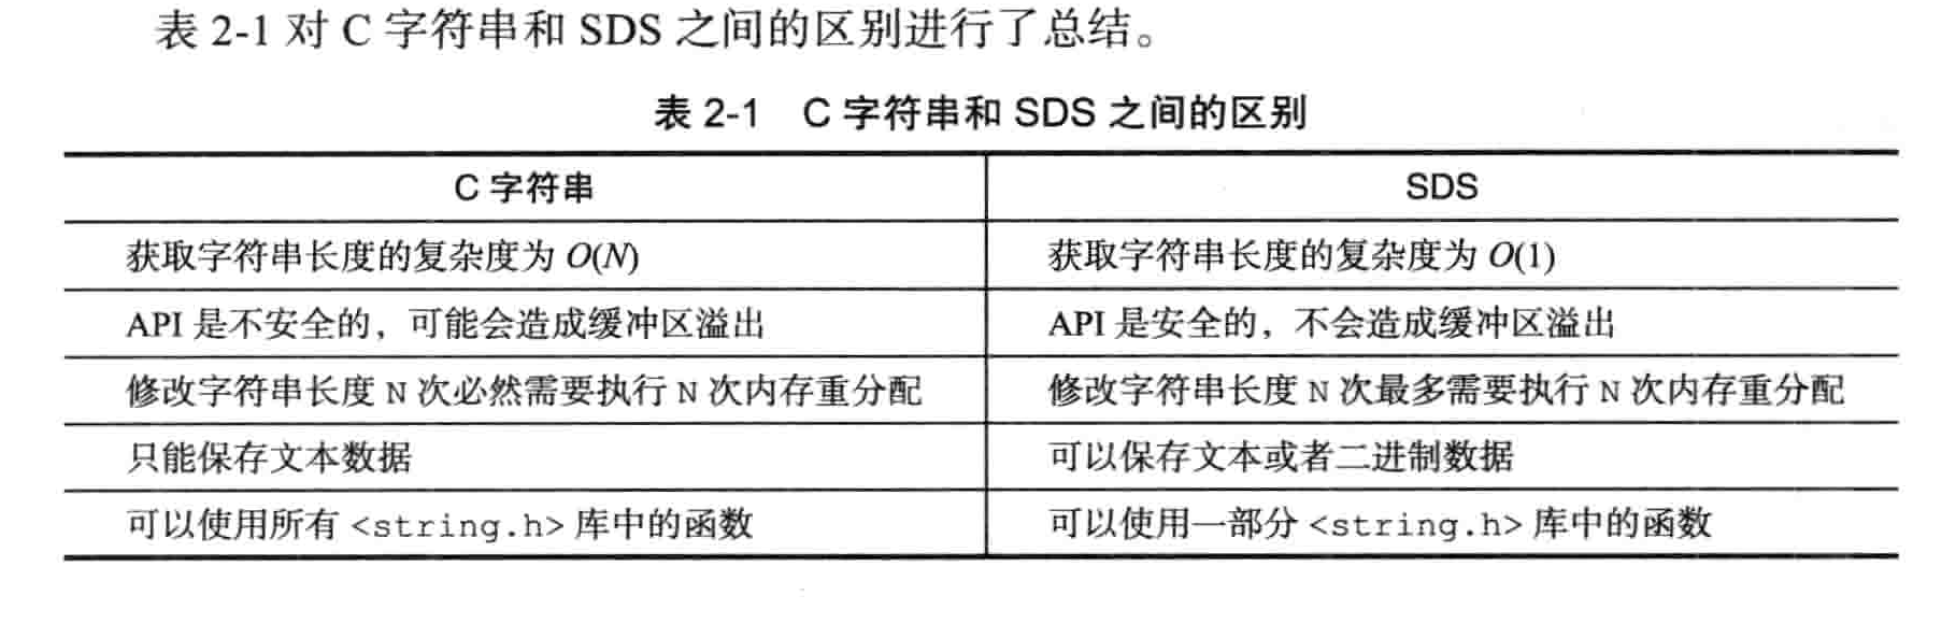 表 2-1 对 C 字符串和 SDS 之间的区别进行了总结。
表 2-1 C 字符串和 SDS 之间的区别
C 字符串 SDS
获取字符串长度的复杂度为 O(N) 获取字符串长度的复杂度为 O(1)
API 是不安全的，可能会造成缓冲区溢出 API 是安全的，不会造成缓冲区溢出
修改字符串长度 N 次必然需要执行 N 次内存重分配 修改字符串长度 N 次最多需要执行 N 次内存重分配
只能保存文本数据 可以保存文本或者二进制数据
可以使用所有 <string.h> 库中的函数 可以使用一部分 <string.h> 库中的函数